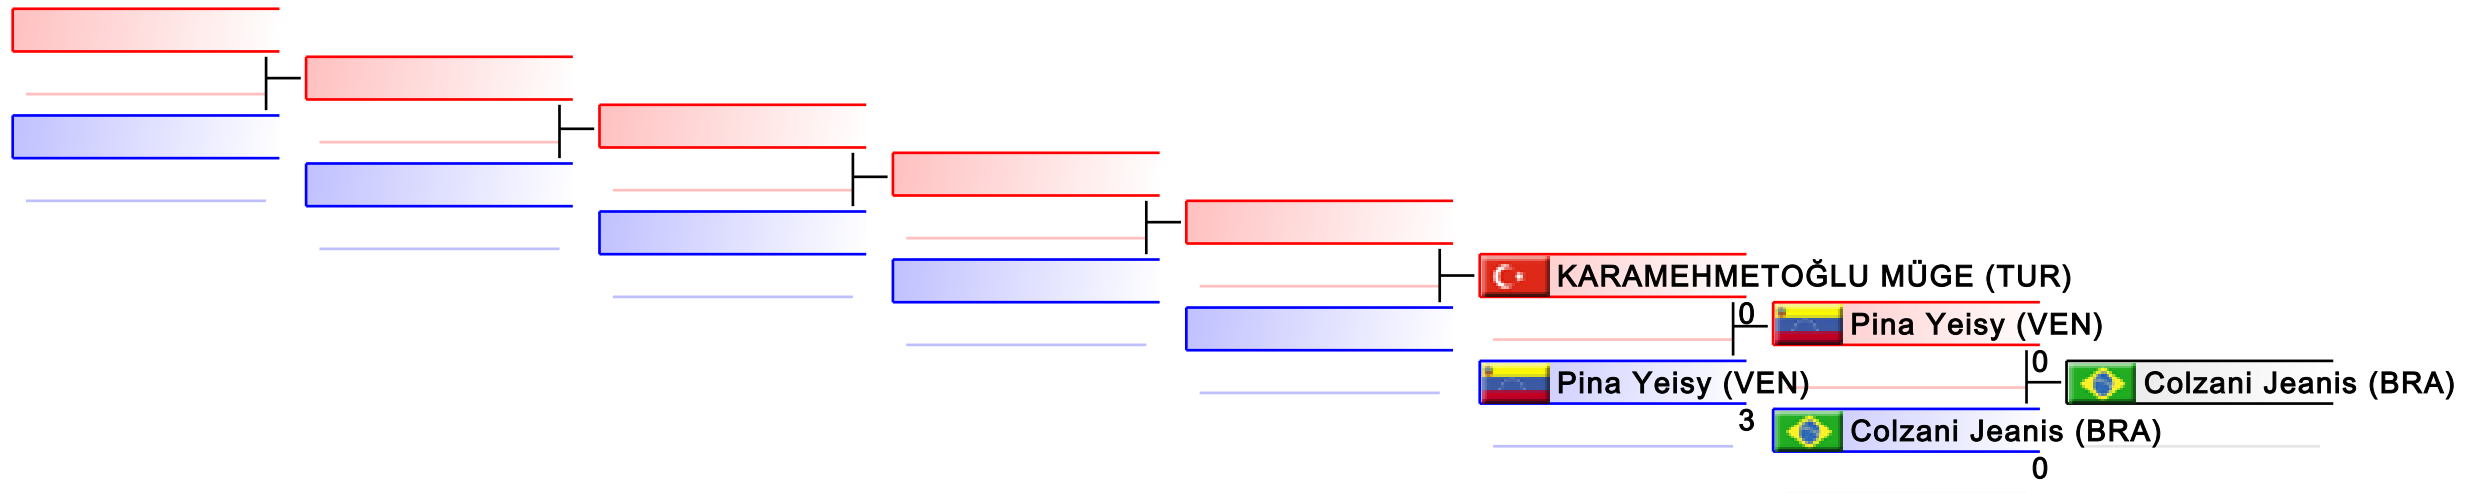 KARAMEHMETOĞLU MÜGE (TUR)
0
Pina Yeisy (VEN)
Pina Yeisy (VEN)
3
0
Colzani Jeanis (BRA)
Colzani Jeanis (BRA)
0